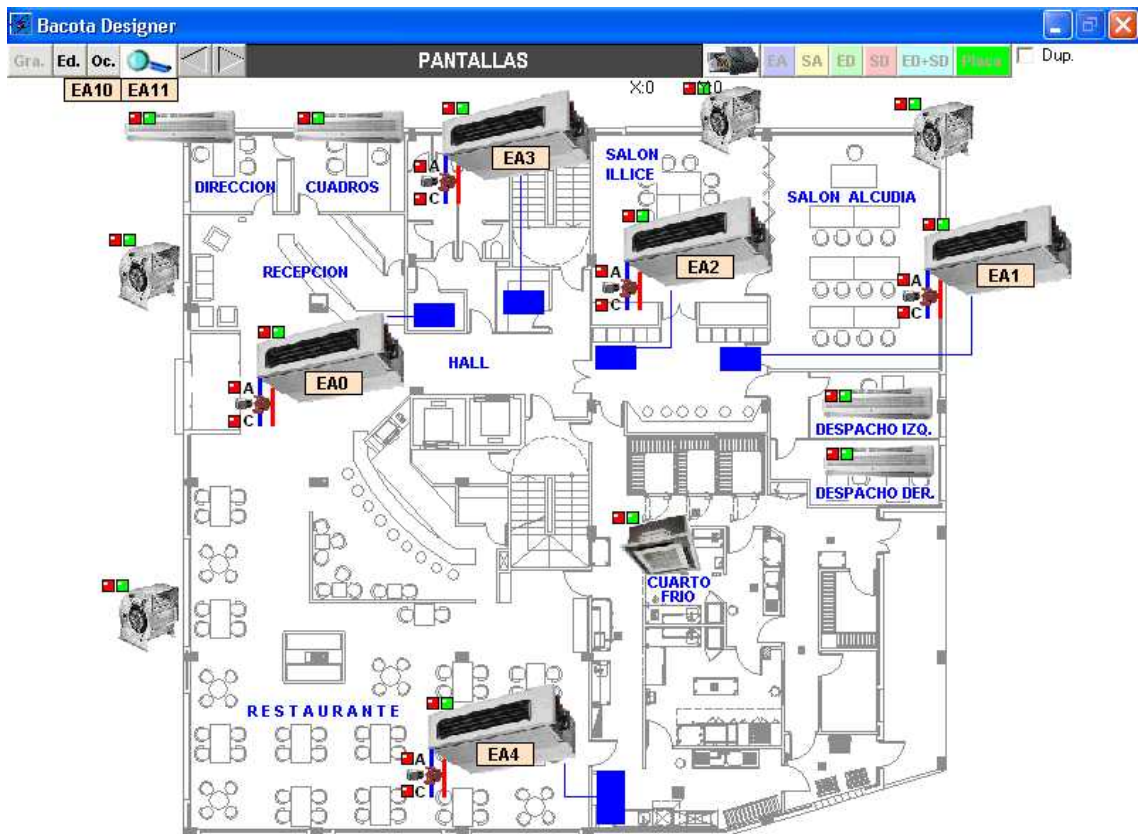 Bacota Designer
Gra. Ed. Oc. PANTALLAS EA SA ED SD ED+SD Placa Dup.
EA10 EA11
X:0
:0
EA3
A
C
SALON
ILLICE
DIRECCION
CUADROS
SALON ALCUDIA
RECEPCION
EA2
A
C
EA1
A
C
HALL
EA0
A
C
DESPACHO IZQ.
DESPACHO DER.
CUARTO
FRIO
RESTAURANTE
EA4
A
C